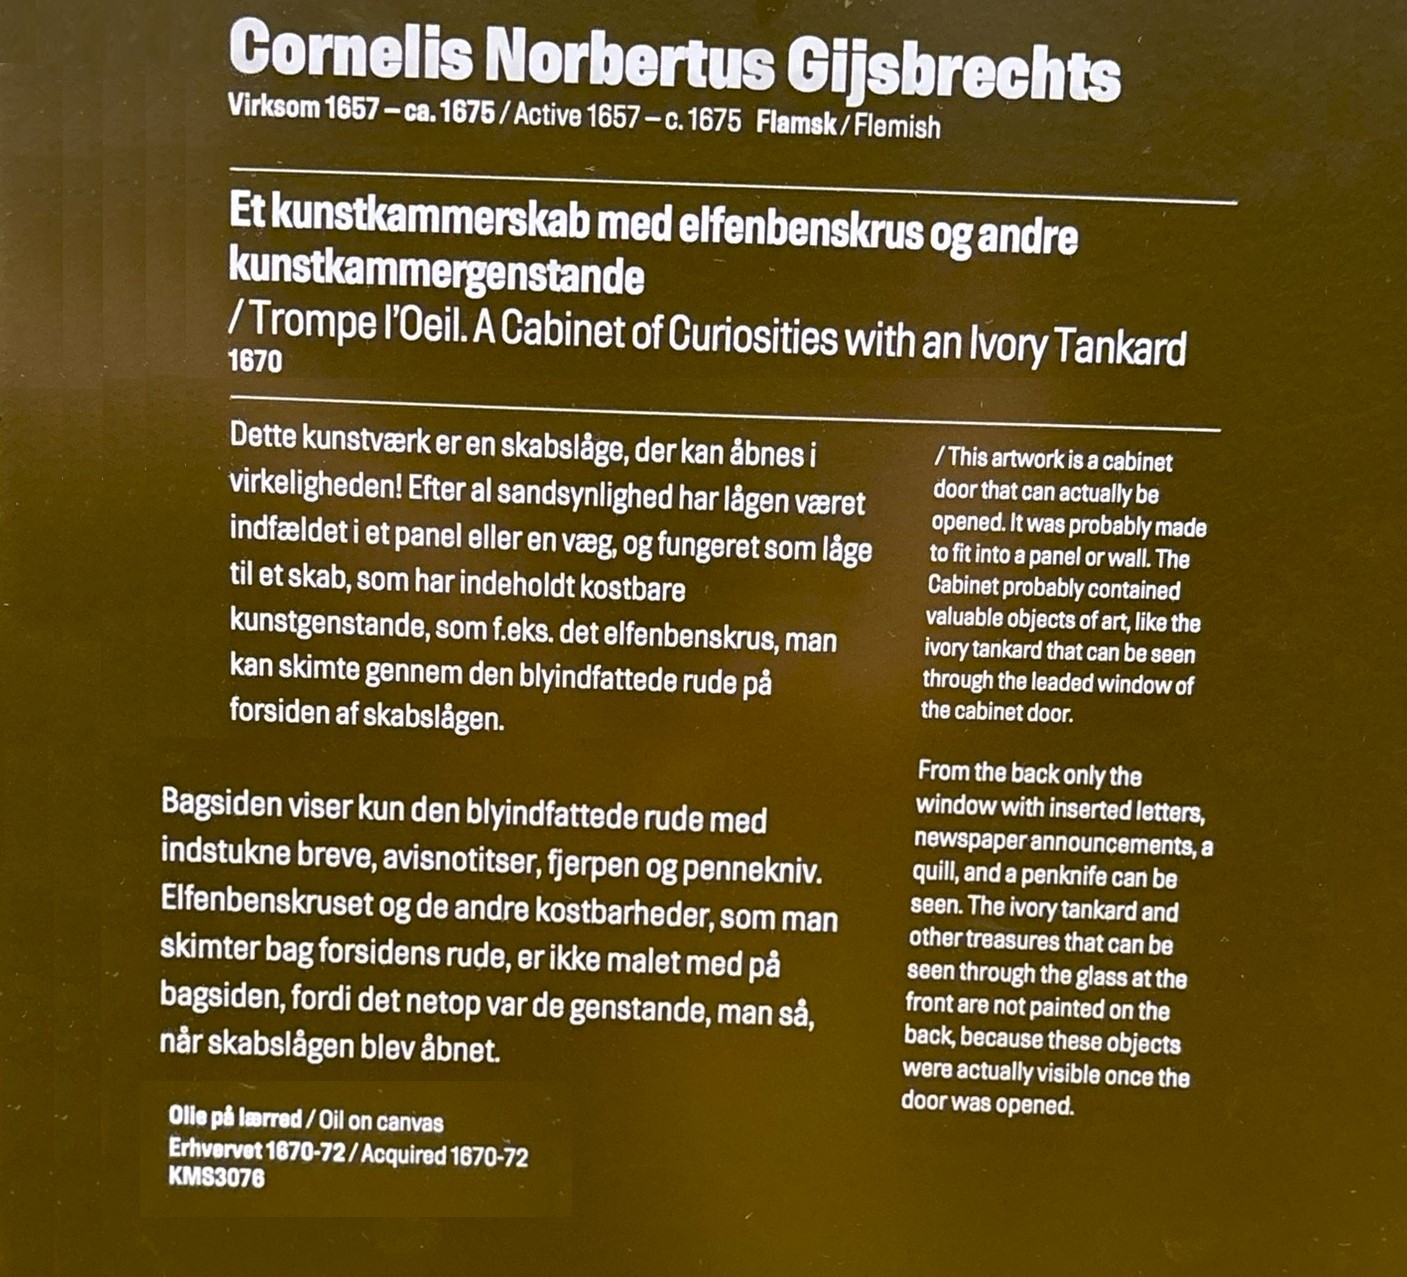 Cornelis Norbertus Gijsbrechts
Virksom 1657 – ca. 1675 / Active 1657 – c. 1675 Flamsk / Flemish
Et kunstkammerskab med elfenbenskrus og andre
kunstkammergenstande
/ Trompe l'Oeil. A Cabinet of Curiosities with an Ivory Tankard
1670
Dette kunstværk er en skabslåge, der kan åbnes i
virkeligheden! Efter al sandsynlighed har lågen været
indfældet i et panel eller en væg, og fungeret som låge
til et skab, som har indeholdt kostbare
kunstgenstande, som f.eks. det elfenbenskrus, man
kan skimte gennem den blyindfattede rude på
forsiden af skabslågen.
Bagsiden viser kun den blyindfattede rude med
indstukne breve, avisnotitser, fjerpen og pennekniv.
Elfenbenskruset og de andre kostbarheder, som man
skimter bag forsidens rude, er ikke malet med på
bagsiden, fordi det netop var de genstande, man så,
når skabslågen blev åbnet.
/ This artwork is a cabinet
door that can actually be
opened. It was probably made
to fit into a panel or wall. The
Cabinet probably contained
valuable objects of art, like the
ivory tankard that can be seen
through the leaded window of
the cabinet door.
From the back only the
window with inserted letters,
newspaper announcements, a
quill, and a penknife can be
seen. The ivory tankard and
other treasures that can be
seen through the glass at the
front are not painted on the
back, because these objects
were actually visible once the
door was opened.
Olie på lærred / Oil on canvas
Erhvervet 1670-72 / Acquired 1670-72
KMS3076